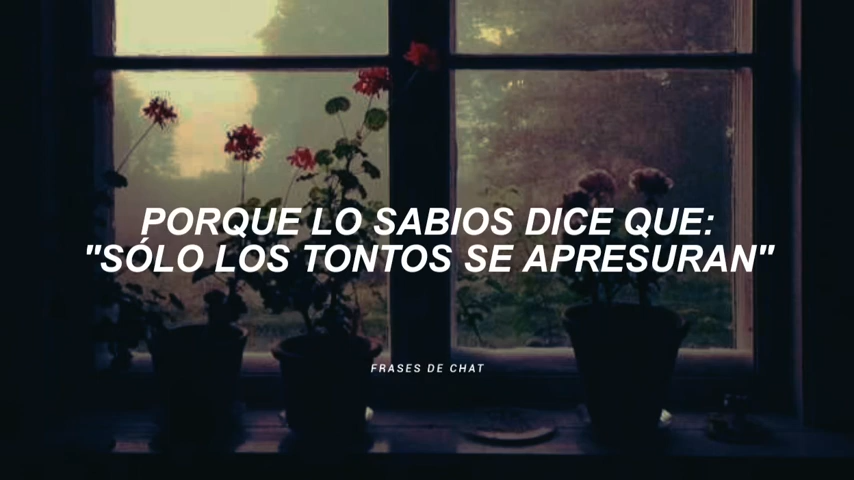 PORQUE LO SABIOS DICE QUE:
"SÓLO LOS TONTOS SE APRESURAN"
FRASES DE CHAT